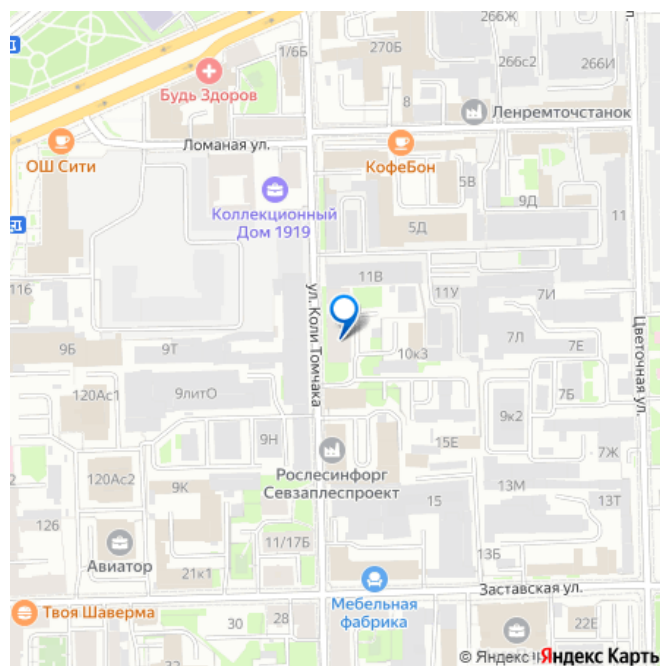 266Ж
1/6Б
270Б
266с2
266И
Будь Здоров
8
Ленремточстанок
ОШ Сити
Ломаная ул.
КофеБон
5В
9Д
Коллекционный
Дом 1919
5Д
11
11В
116
ул. Коли Томчака
11У
7И
Цветочная ул.
9Б
9Т
10к3
7Л
7Е
120Ас1
9литО
7Б
9к2
9Н
15Е
7Ж
Рослесинфорг
Севзаплеспроект
120Ас2
9К
13М
15
13Т
126
Авиатор
11/17Б
13Б
21к1
Заставская ул.
Мебельная
фабрика
Твоя Шаверма
30
28
22Е
© Яндекс
Яндекс Карть